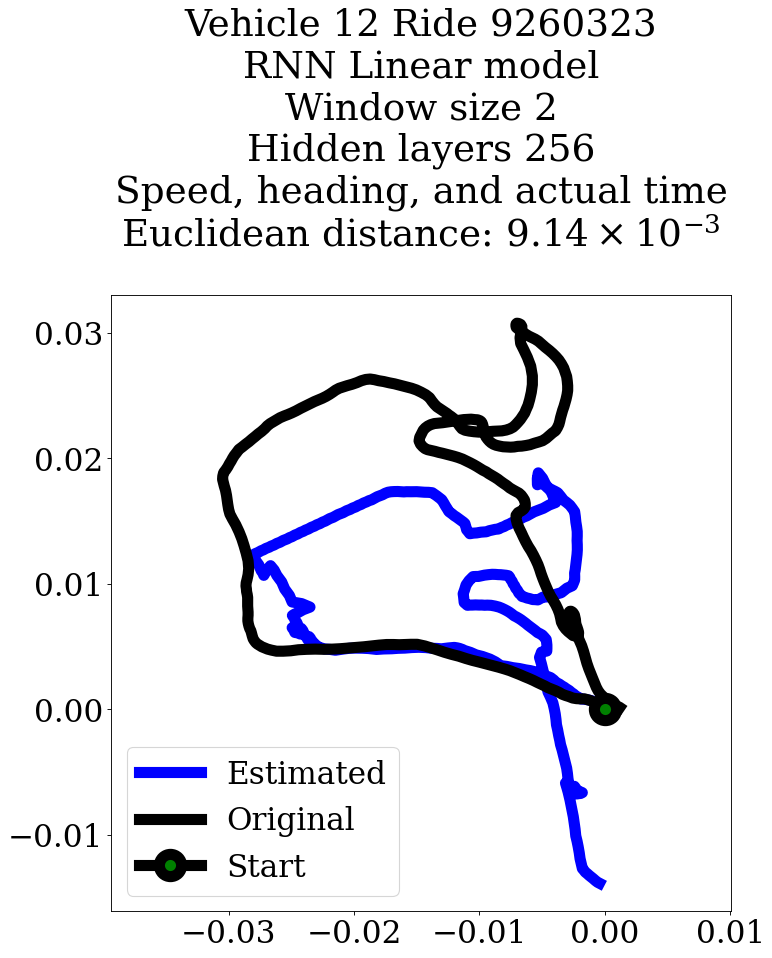 Vehicle 12 Ride 9260323
RNN Linear model
Window size 2
Hidden layers 256
Speed, heading, and actual time
Euclidean distance: 9.14 × 10⁻³
0.03
0.02
0.01
0.00
−0.01
Estimated
Original
Start
−0.03 −0.02 −0.01 0.00 0.01